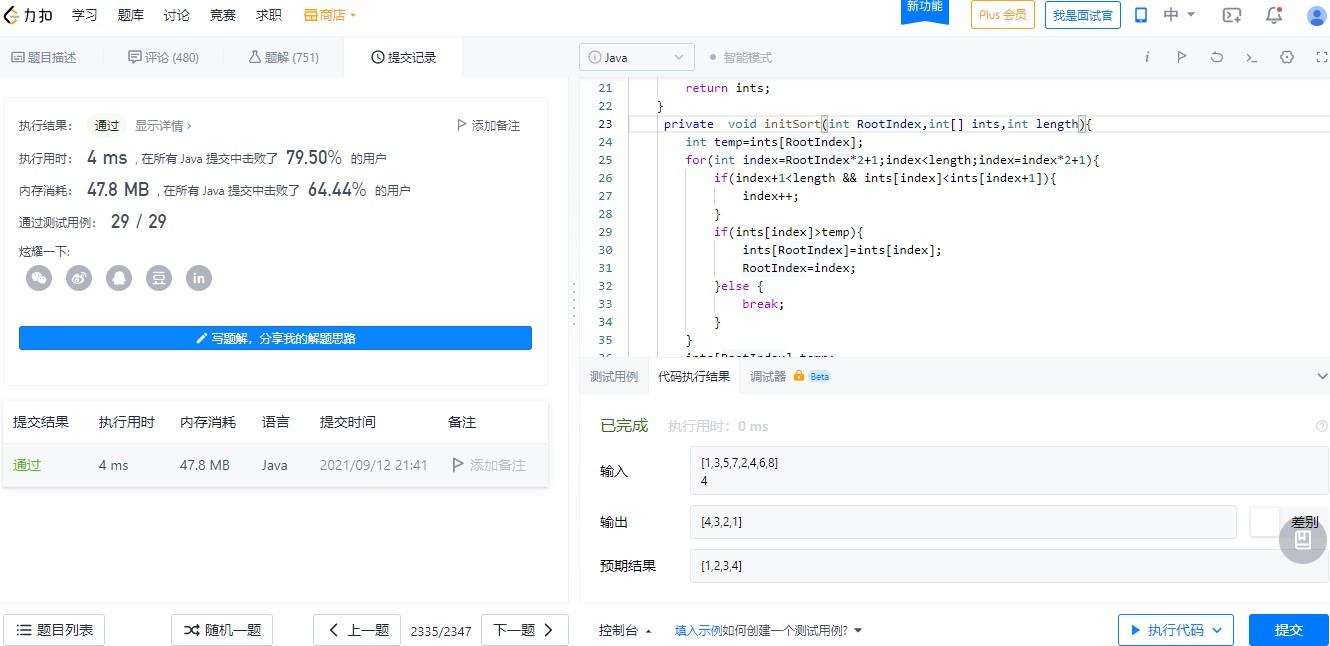 力扣 学习 题库 讨论 竞赛 求职 商店 新功能 Plus 会员 我是面试官 中
题目描述 评论 (480) 题解 (751) 提交记录
执行结果： 通过 显示详情 > 添加备注
执行用时： 4 ms , 在所有 Java 提交中击败了 79.50% 的用户
内存消耗： 47.8 MB , 在所有 Java 提交中击败了 64.44% 的用户
通过测试用例： 29 / 29
炫耀一下:
豆 in
写题解，分享我的解题思路
提交结果 执行用时 内存消耗 语言 提交时间 备注
通过 4 ms 47.8 MB Java 2021/09/12 21:41 添加备注
题目列表 随机一题 上一题 2335/2347 下一题
Java 智能模式
21 return ints;
22 }
23 private  void initSort(int RootIndex,int[] ints,int length){
24 int temp=ints[RootIndex];
25 for(int index=RootIndex*2+1;index<length;index=index*2+1){
26 if(index+1<length && ints[index]<ints[index+1]){
27 index++;
28 }
29 if(ints[index]>temp){
30 ints[RootIndex]=ints[index];
31 RootIndex=index;
32 }else {
33 break;
34 }
35 }
测试用例 代码执行结果 调试器 Beta
已完成 执行用时：0 ms
输入 [1,3,5,7,2,4,6,8]
4
输出 [4,3,2,1] 差别
预期结果 [1,2,3,4]
控制台 填入示例 如何创建一个测试用例? 执行代码 提交